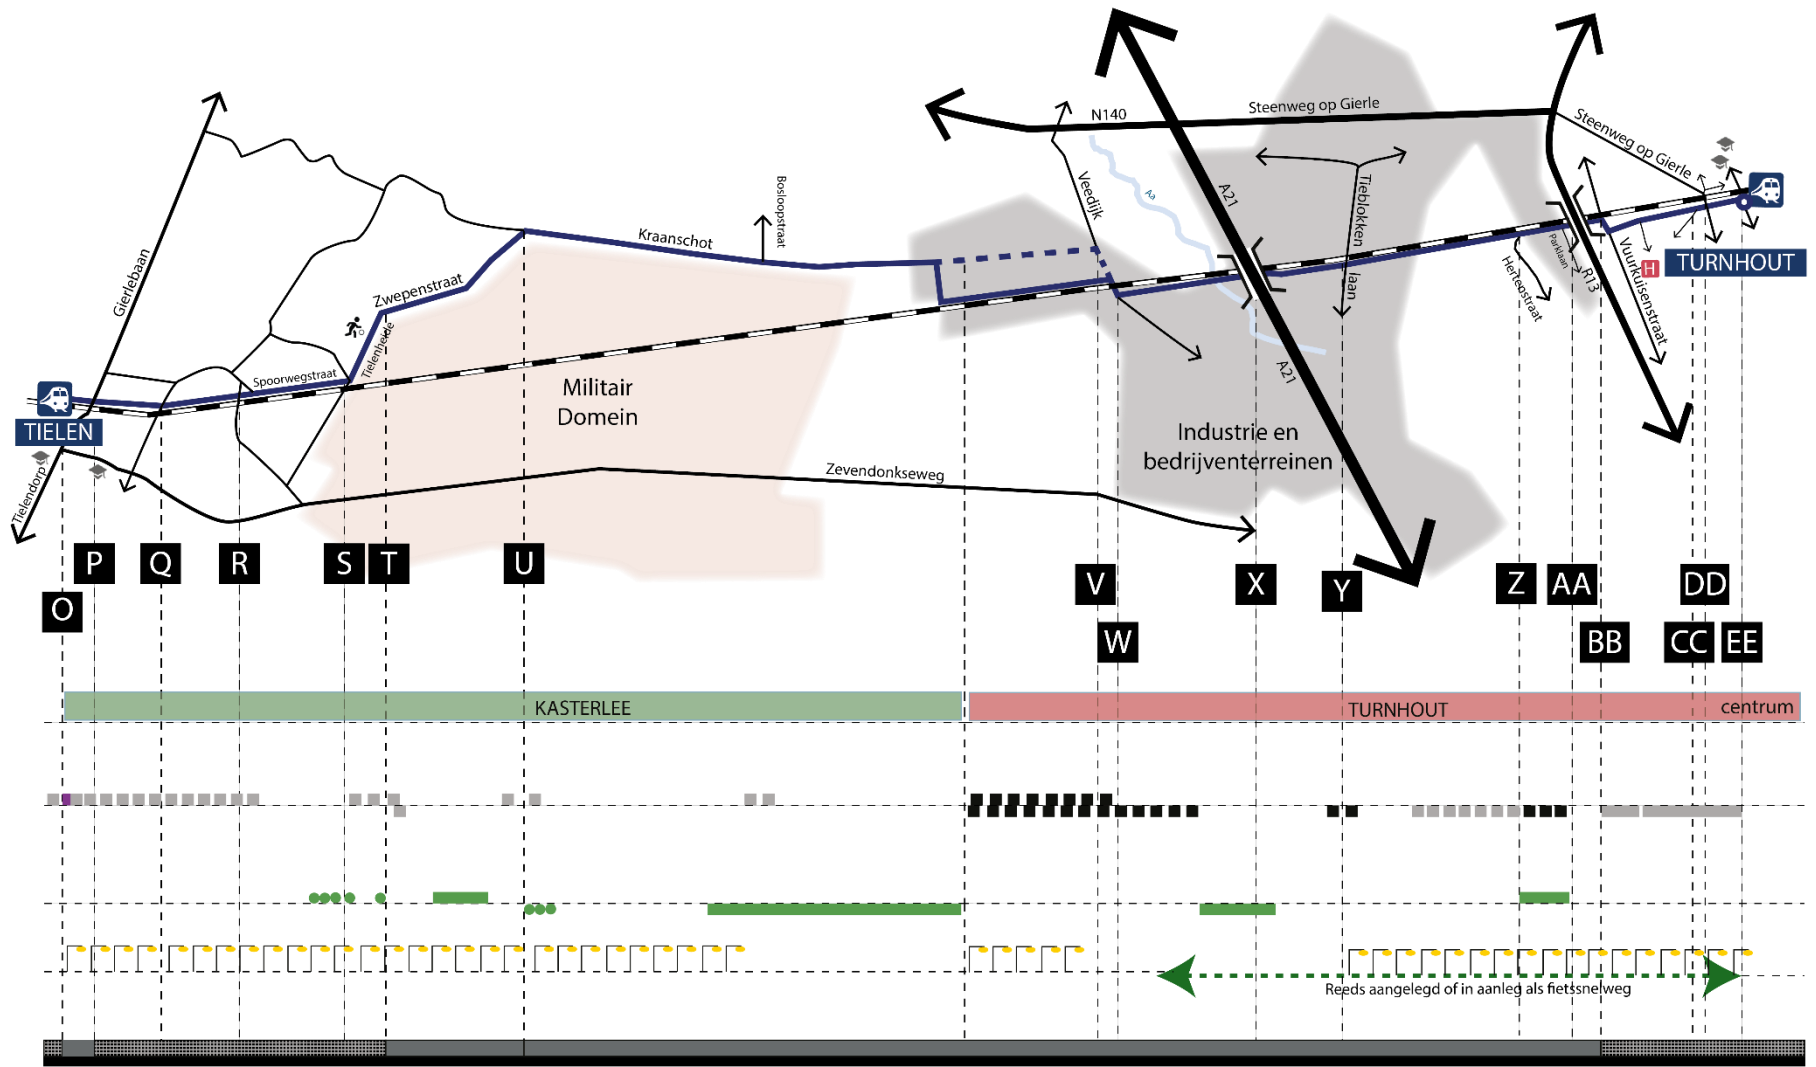 N140
Steenweg op Gierle
Steenweg op Gierle
Veedijk
Aa
A21
Tieblokken
laan
Bosloopstraat
Kraanschot
Gierlebaan
Zwepenstraat
Tielenheide
Spoorwegstraat
TIELEN
Tielendorp
Militair
Domein
Zevendonkseweg
Industrie en
bedrijventerreinen
A21
Hertenstraat
Parklaan
R13
Vuurkuisenstraat
H
TURNHOUT
O
P
Q
R
S
T
U
V
W
X
Y
Z
AA
BB
CC
DD
EE
KASTERLEE
TURNHOUT
centrum
Reeds aangelegd of in aanleg als fietssnelweg